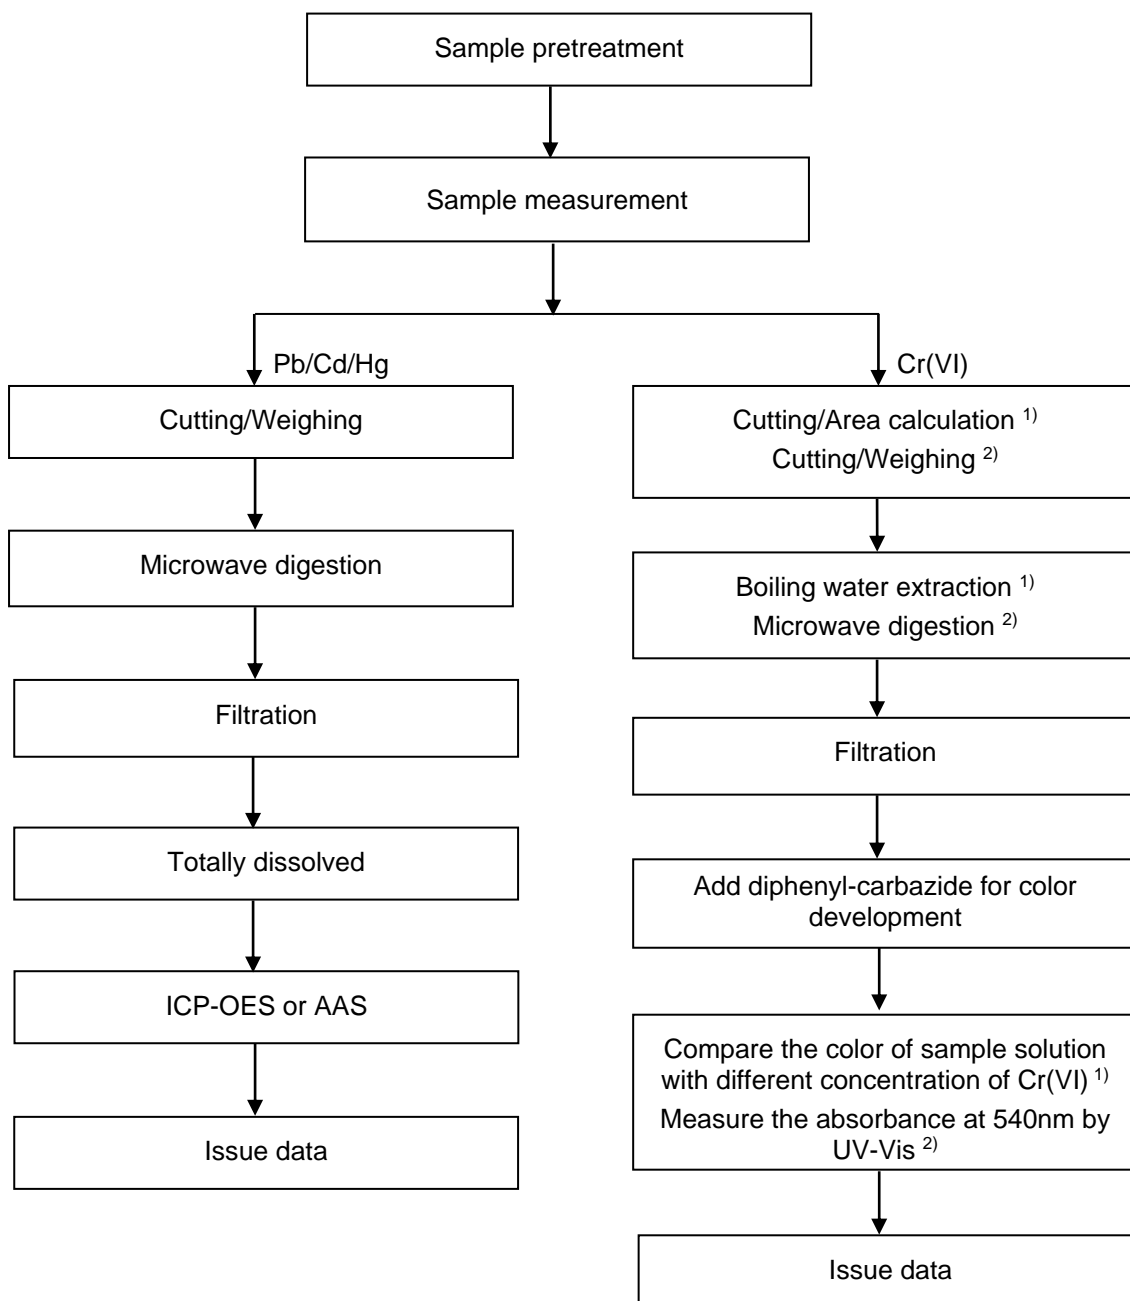 Sample pretreatment
Sample measurement
Pb/Cd/Hg
Cutting/Weighing
Microwave digestion
Filtration
Totally dissolved
ICP-OES or AAS
Issue data
Cr(VI)
Cutting/Area calculation 1)
Cutting/Weighing 2)
Boiling water extraction 1)
Microwave digestion 2)
Filtration
Add diphenyl-carbazide for color
development
Compare the color of sample solution
with different concentration of Cr(VI) 1)
Measure the absorbance at 540nm by
UV-Vis 2)
Issue data